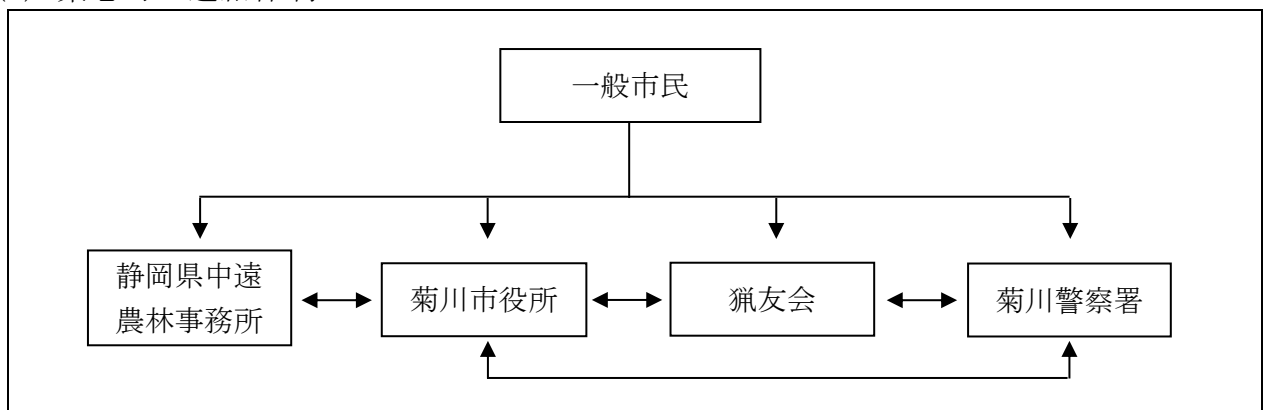 一般市民
静岡県中遠
農林事務所
菊川市役所
猟友会
菊川警察署